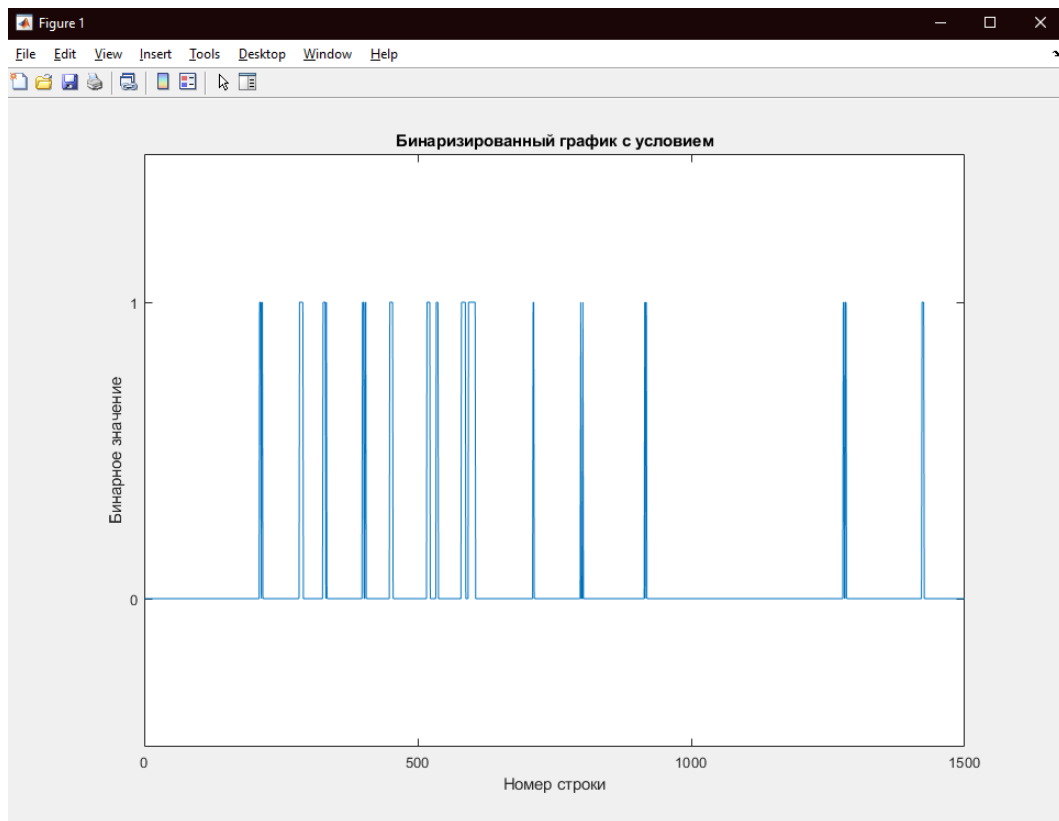 Figure 1
File Edit View Insert Tools Desktop Window Help
Бинаризированный график с условием
1
0
Бинарное значение
0 500 1000 1500
Номер строки